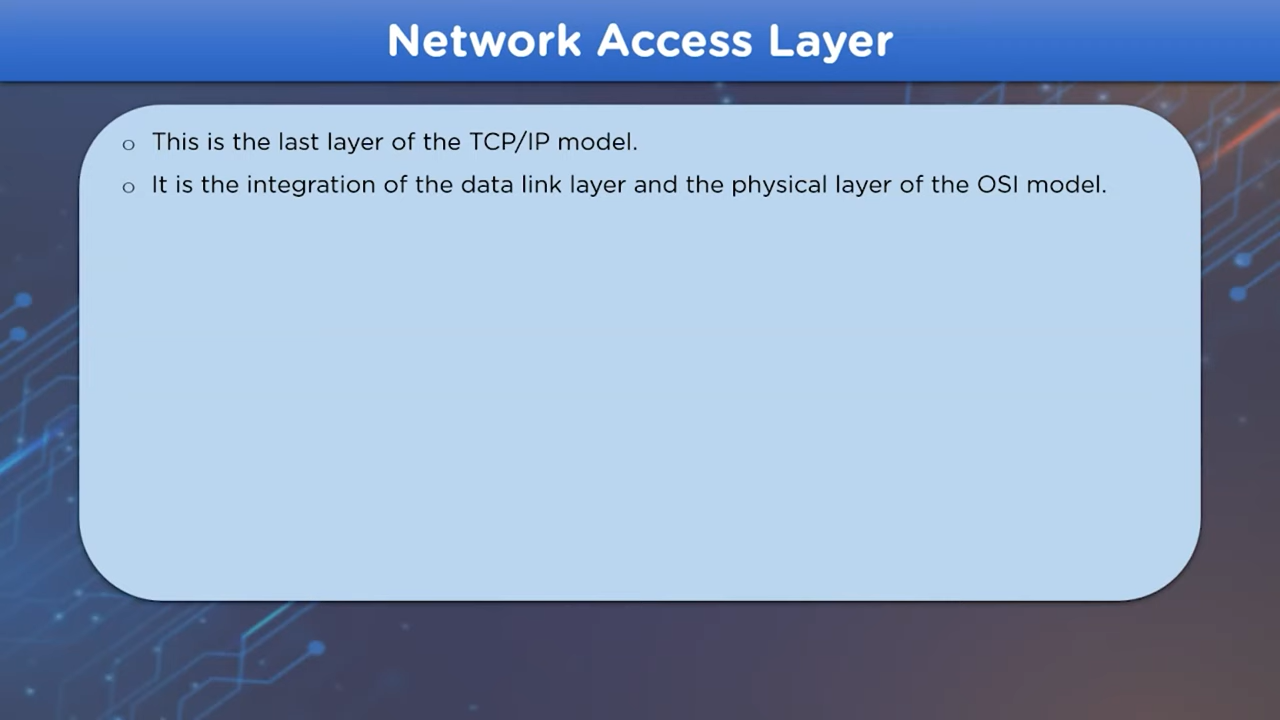 Network Access Layer
o This is the last layer of the TCP/IP model.
o It is the integration of the data link layer and the physical layer of the OSI model.